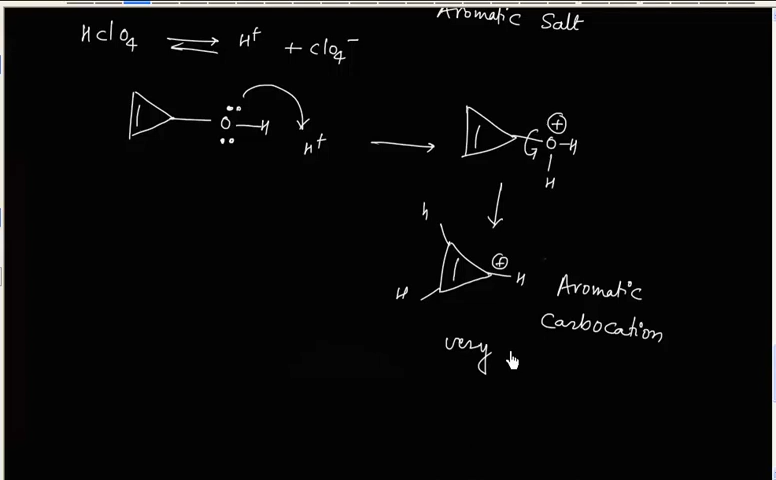 Aromatic Salt
HClO4 ⇌ H+ + ClO4−
O H
H+
⊕
O H
H
h
⊕
H
H
Aromatic
Carbocation
very